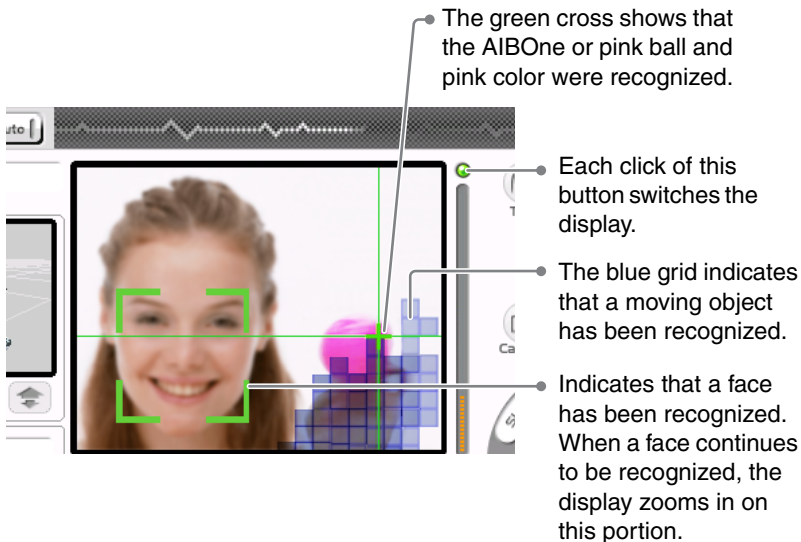 The green cross shows that
the AIBOne or pink ball and
pink color were recognized.
Each click of this
button switches the
display.
The blue grid indicates
that a moving object
has been recognized.
Indicates that a face
has been recognized.
When a face continues
to be recognized, the
display zooms in on
this portion.